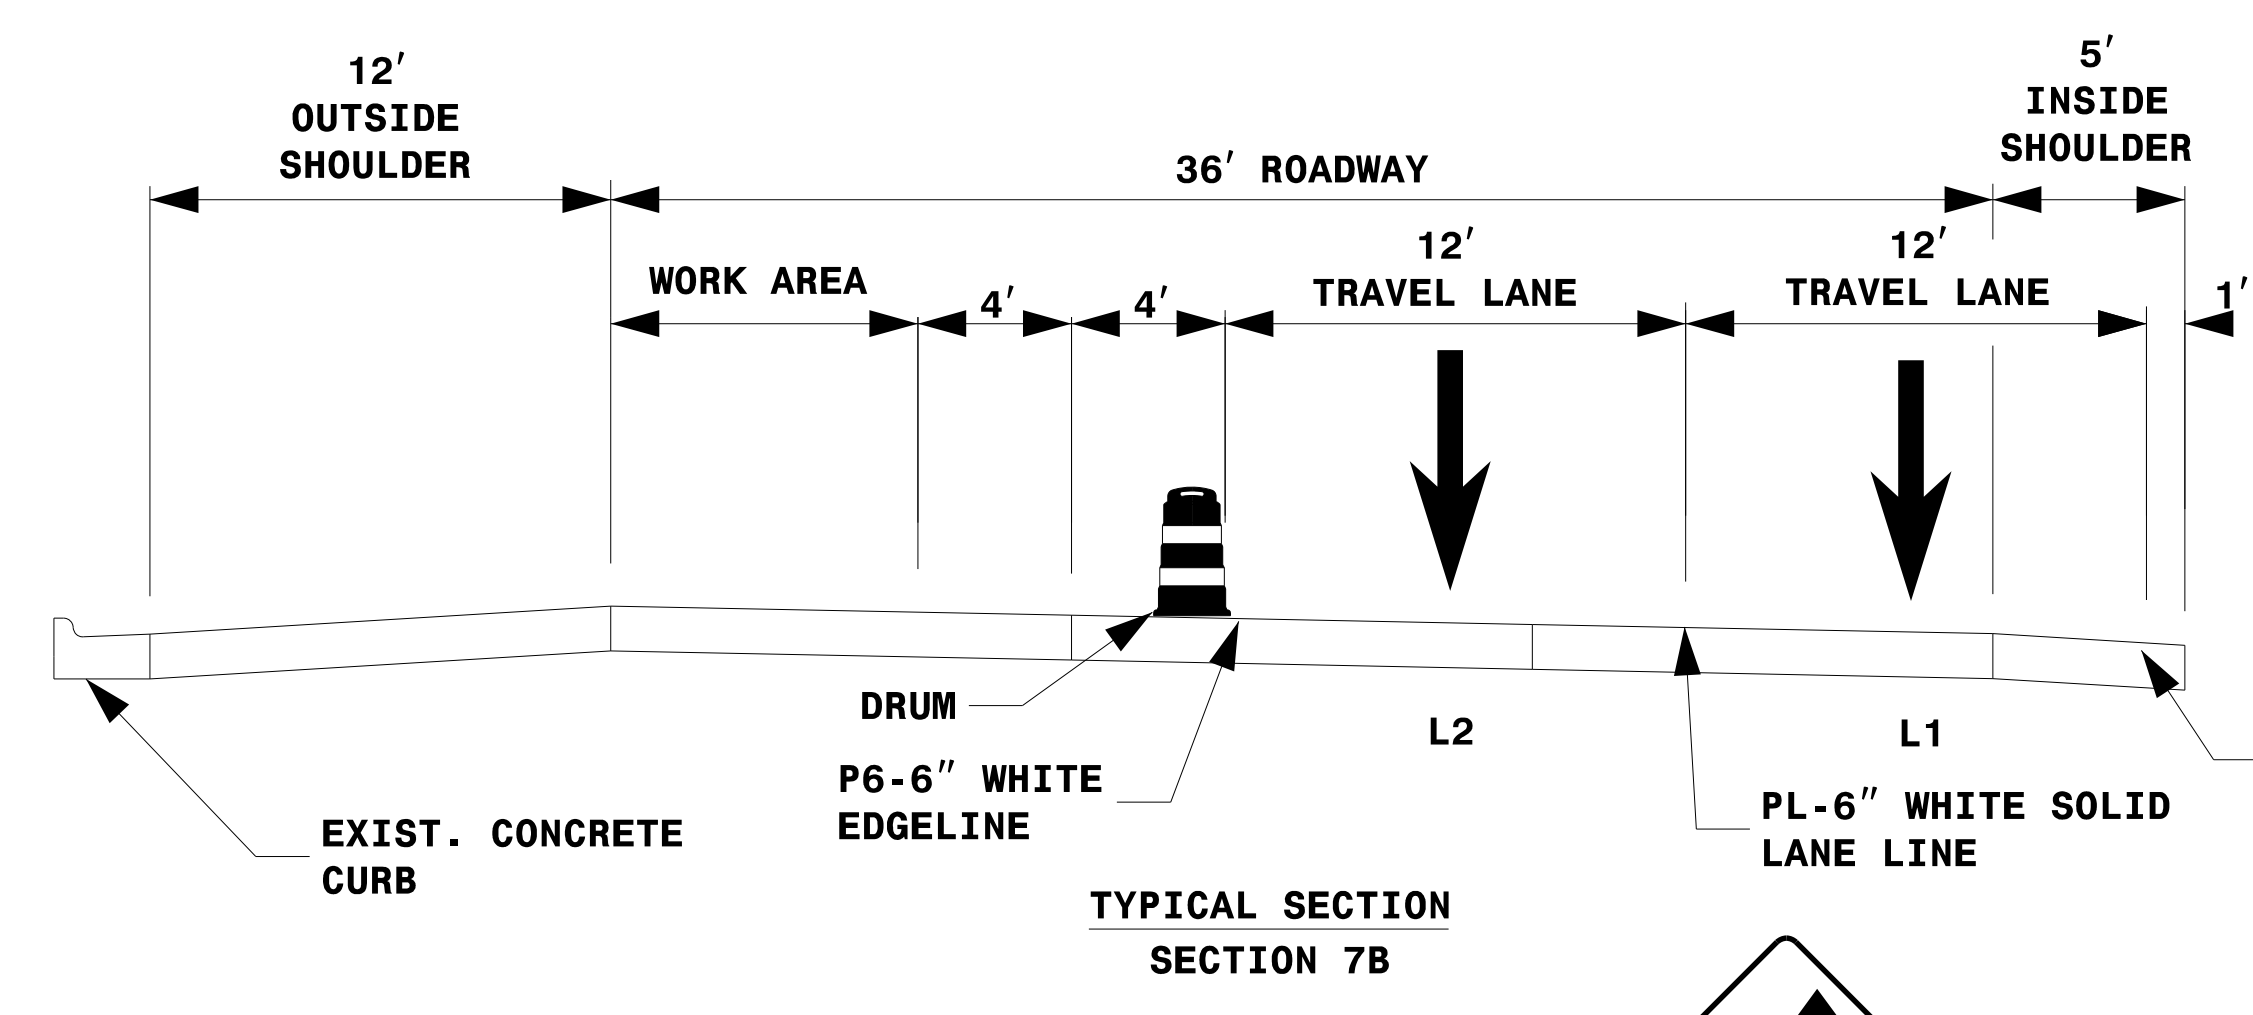 12′
OUTSIDE
SHOULDER
36′ ROADWAY
5′
INSIDE
SHOULDER
WORK AREA
4′
4′
12′
TRAVEL LANE
12′
TRAVEL LANE
1′
DRUM
P6-6″ WHITE
EDGELINE
L2
L1
PL-6″ WHITE SOLID
LANE LINE
EXIST. CONCRETE
CURB
TYPICAL SECTION
SECTION 7B